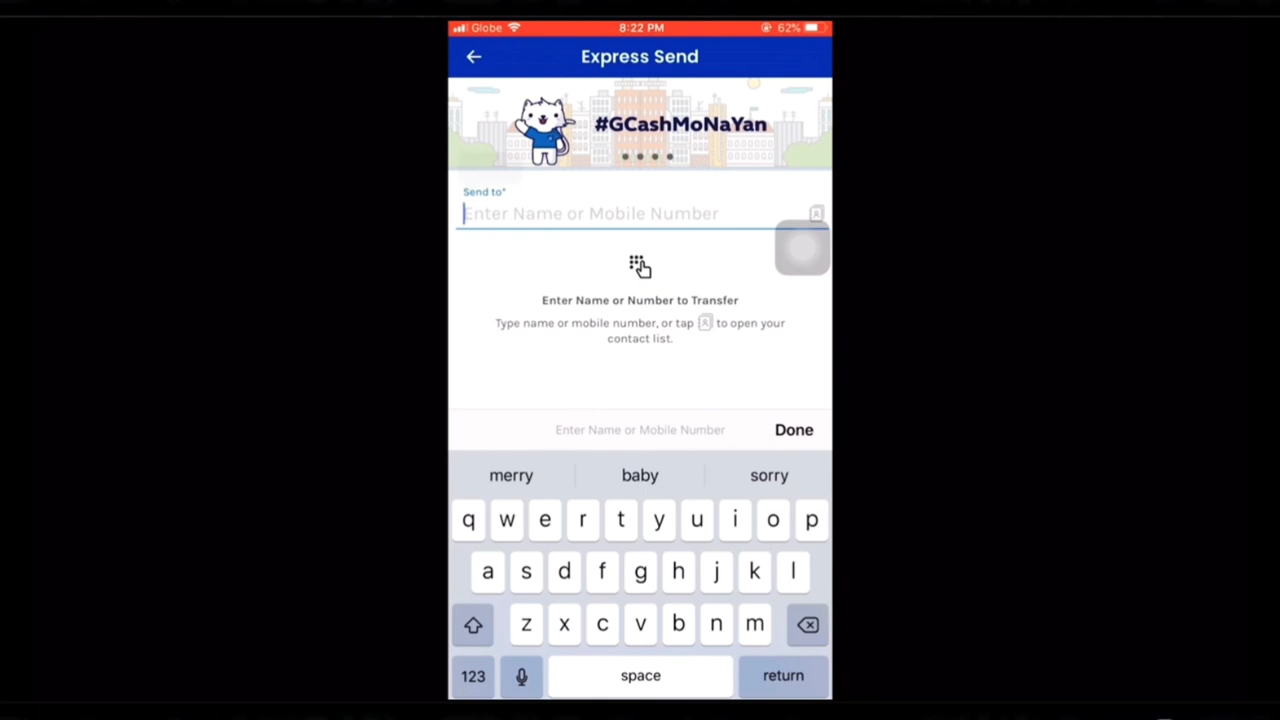 Globe 8:22 PM 62%
Express Send
#GCashMoNaYan
Send to*
Enter Name or Mobile Number
Enter Name or Number to Transfer
Type name or mobile number, or tap to open your
contact list.
Enter Name or Mobile Number Done
merry baby sorry
q w e r t y u i o p
a s d f g h j k l
z x c v b n m
123 space return